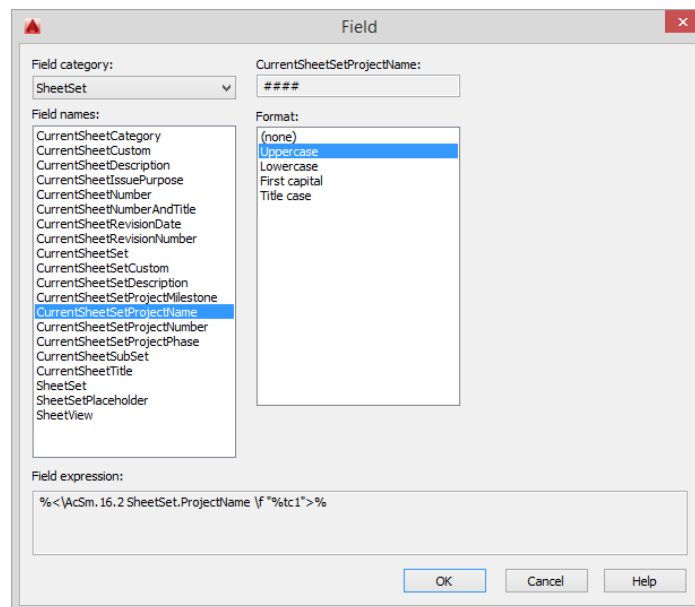 Field
Field category:
SheetSet
Field names:
CurrentSheetCategory
CurrentSheetCustom
CurrentSheetDescription
CurrentSheetIssuePurpose
CurrentSheetNumber
CurrentSheetNumberAndTitle
CurrentSheetRevisionDate
CurrentSheetRevisionNumber
CurrentSheetSet
CurrentSheetSetCustom
CurrentSheetSetDescription
CurrentSheetSetProjectMilestone
CurrentSheetSetProjectName
CurrentSheetSetProjectNumber
CurrentSheetSetProjectPhase
CurrentSheetSubSet
CurrentSheetTitle
SheetSet
SheetSetPlaceholder
SheetView
CurrentSheetSetProjectName:
####
Format:
(none)
Uppercase
Lowercase
First capital
Title case
Field expression:
%<\AcSm.16.2 SheetSet.ProjectName \f "%tc1">%
OK
Cancel
Help